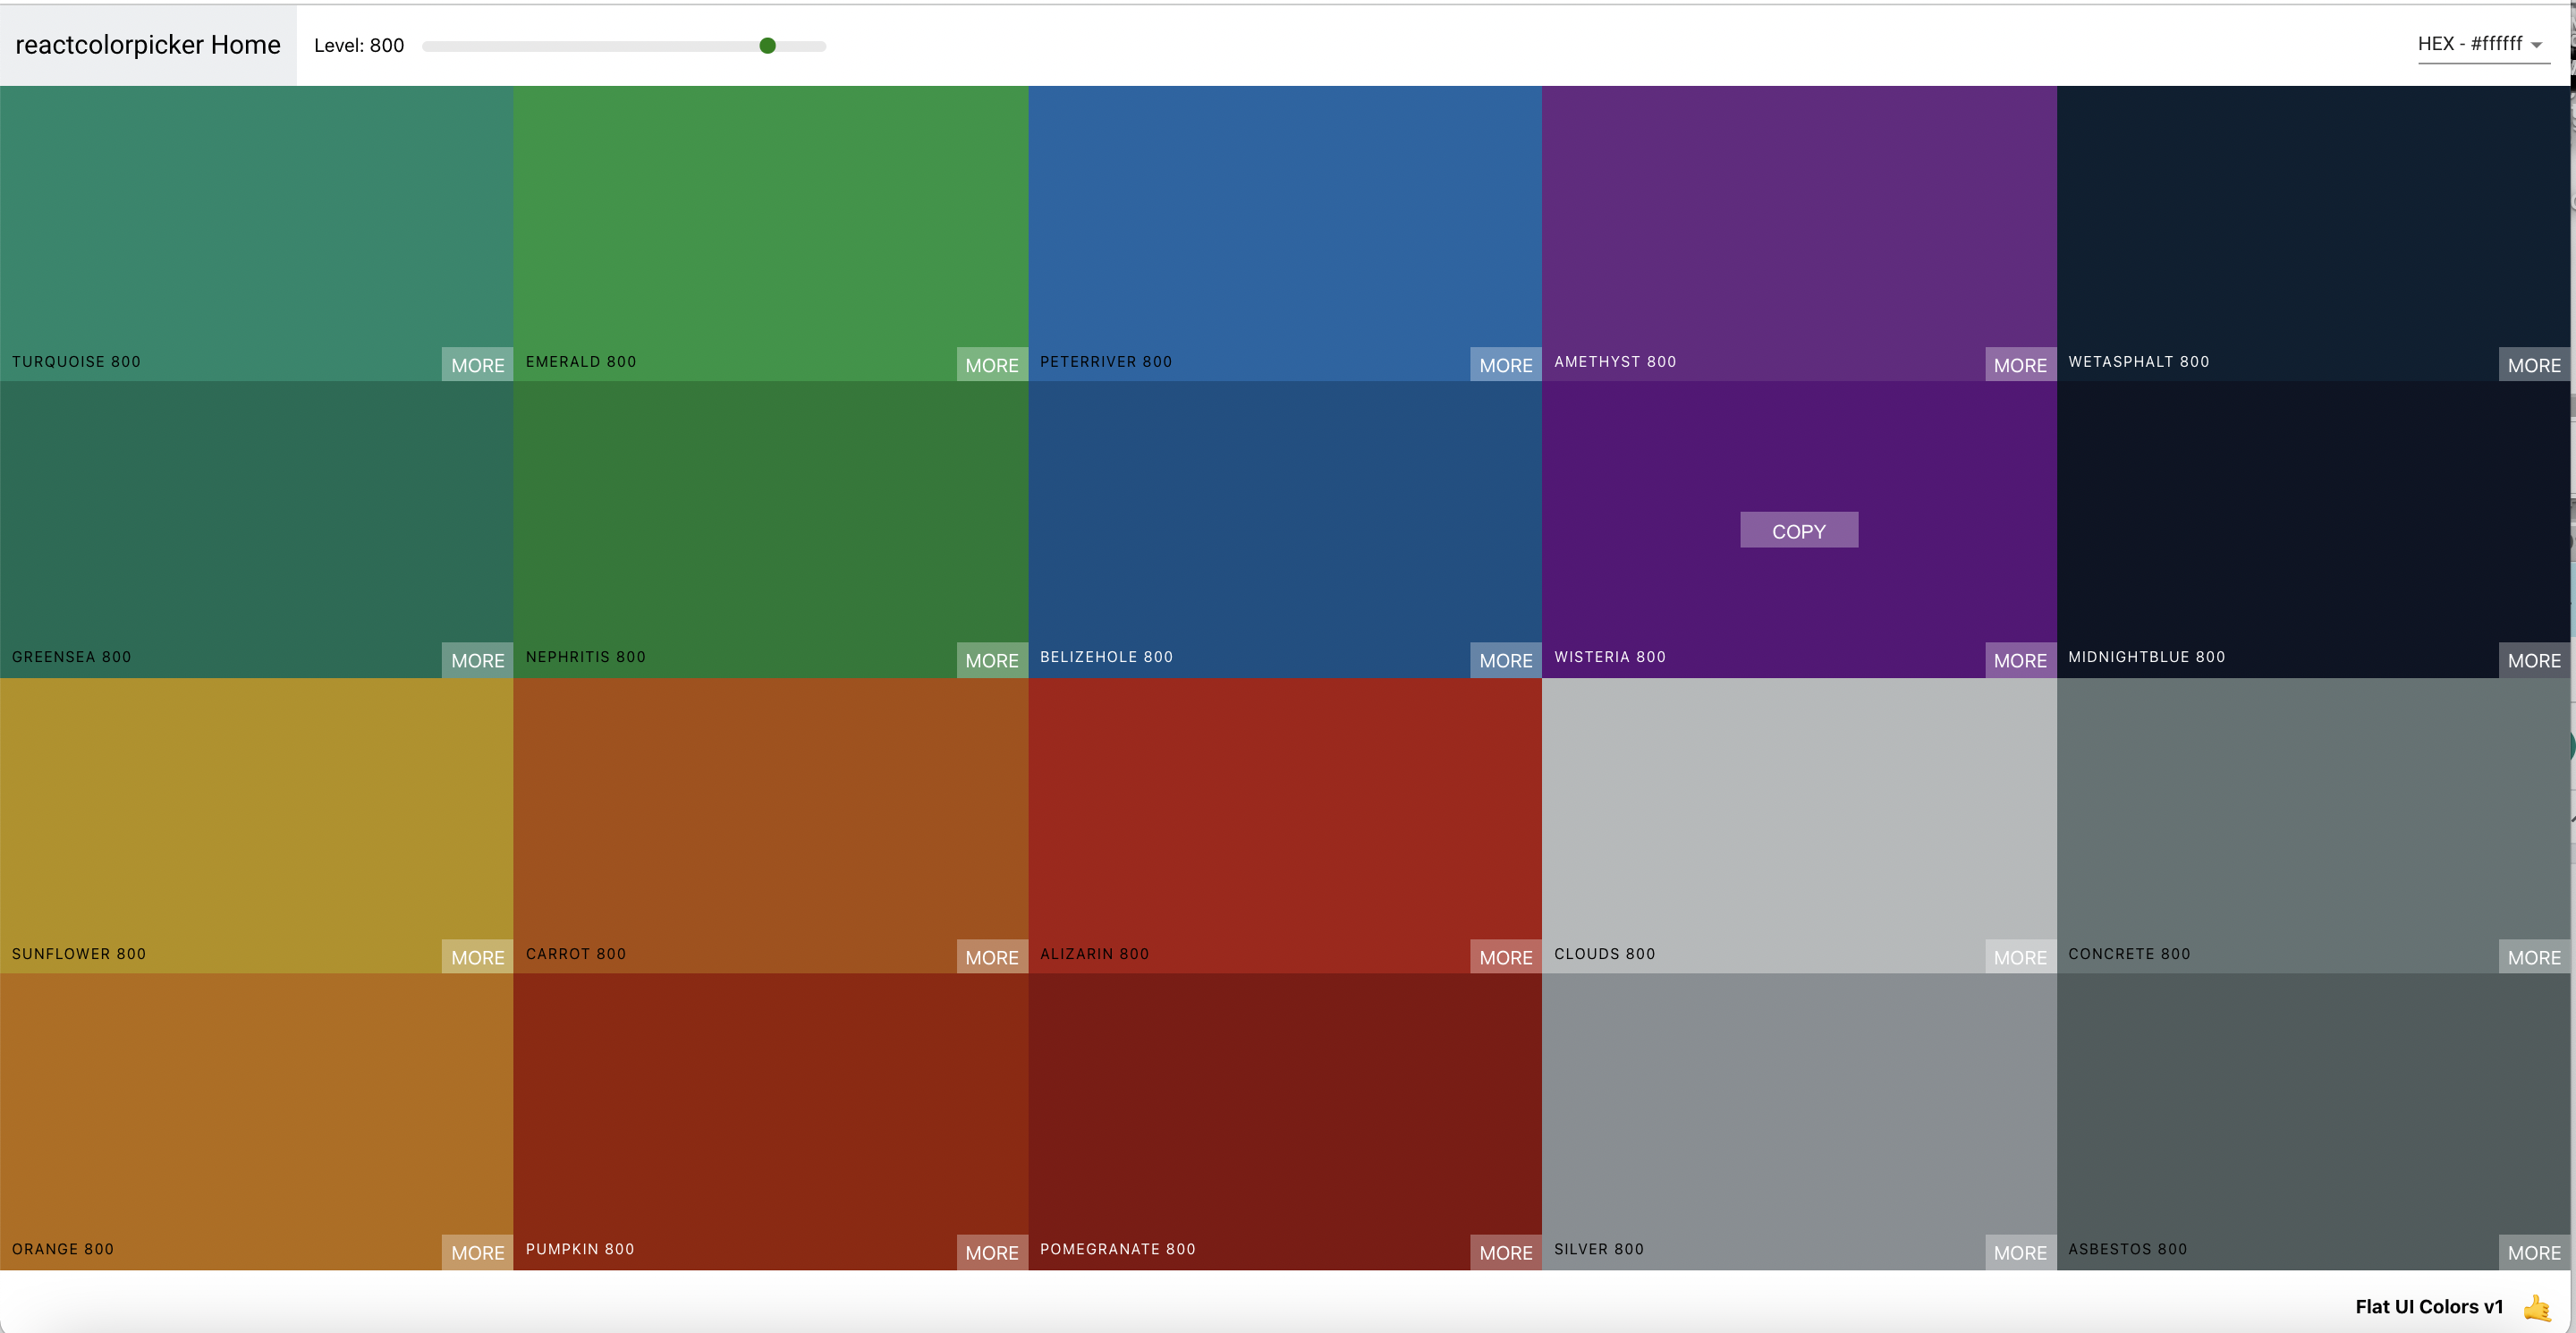 reactcolorpicker Home Level: 800 HEX - #ffffff
TURQUOISE 800 MORE EMERALD 800 MORE PETERRIVER 800 MORE AMETHYST 800 MORE WETASPHALT 800 MORE
COPY
GREENSEA 800 MORE NEPHRITIS 800 MORE BELIZEHOLE 800 MORE WISTERIA 800 MORE MIDNIGHTBLUE 800 MORE
SUNFLOWER 800 MORE CARROT 800 MORE ALIZARIN 800 MORE CLOUDS 800 MORE CONCRETE 800 MORE
ORANGE 800 MORE PUMPKIN 800 MORE POMEGRANATE 800 MORE SILVER 800 MORE ASBESTOS 800 MORE
Flat UI Colors v1